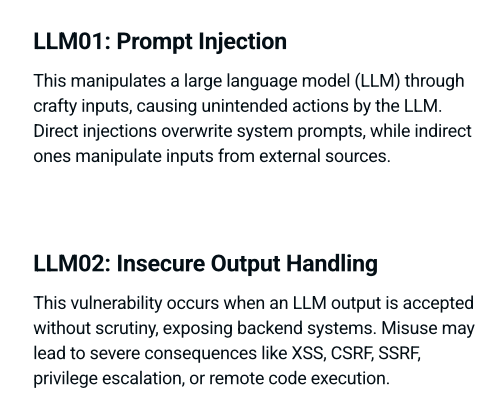 LLM01: Prompt Injection
This manipulates a large language model (LLM) through
crafty inputs, causing unintended actions by the LLM.
Direct injections overwrite system prompts, while indirect
ones manipulate inputs from external sources.
LLM02: Insecure Output Handling
This vulnerability occurs when an LLM output is accepted
without scrutiny, exposing backend systems. Misuse may
lead to severe consequences like XSS, CSRF, SSRF,
privilege escalation, or remote code execution.